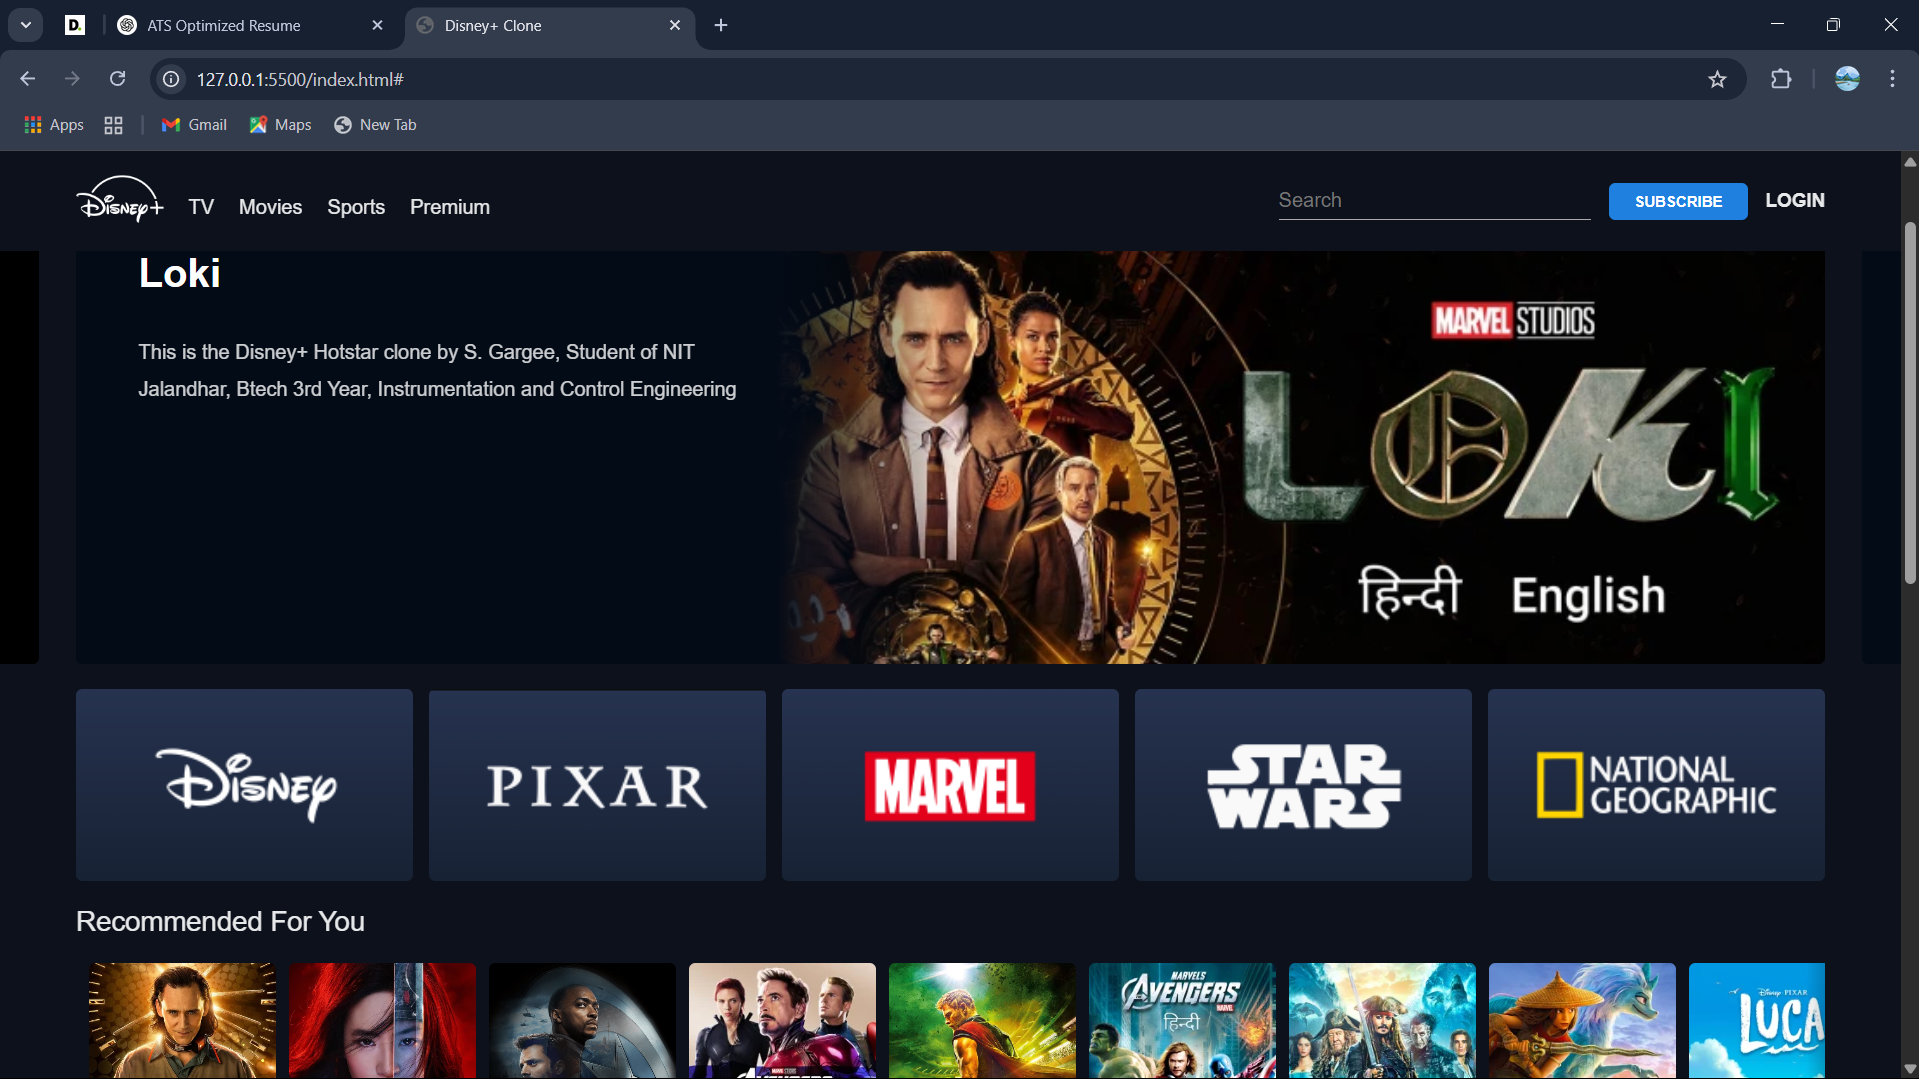 D.
ATS Optimized Resume
Disney+ Clone
127.0.0.1:5500/index.html#
Apps
Gmail
Maps
New Tab
Disney+
TV
Movies
Sports
Premium
Search
SUBSCRIBE
LOGIN
Loki
This is the Disney+ Hotstar clone by S. Gargee, Student of NIT
Jalandhar, Btech 3rd Year, Instrumentation and Control Engineering
MARVEL STUDIOS
LOKI
हिन्दी English
Disney
PIXAR
MARVEL
STAR
WARS
NATIONAL
GEOGRAPHIC
Recommended For You
MARVELS
AVENGERS
हिन्दी
Disney PIXAR
LUCA